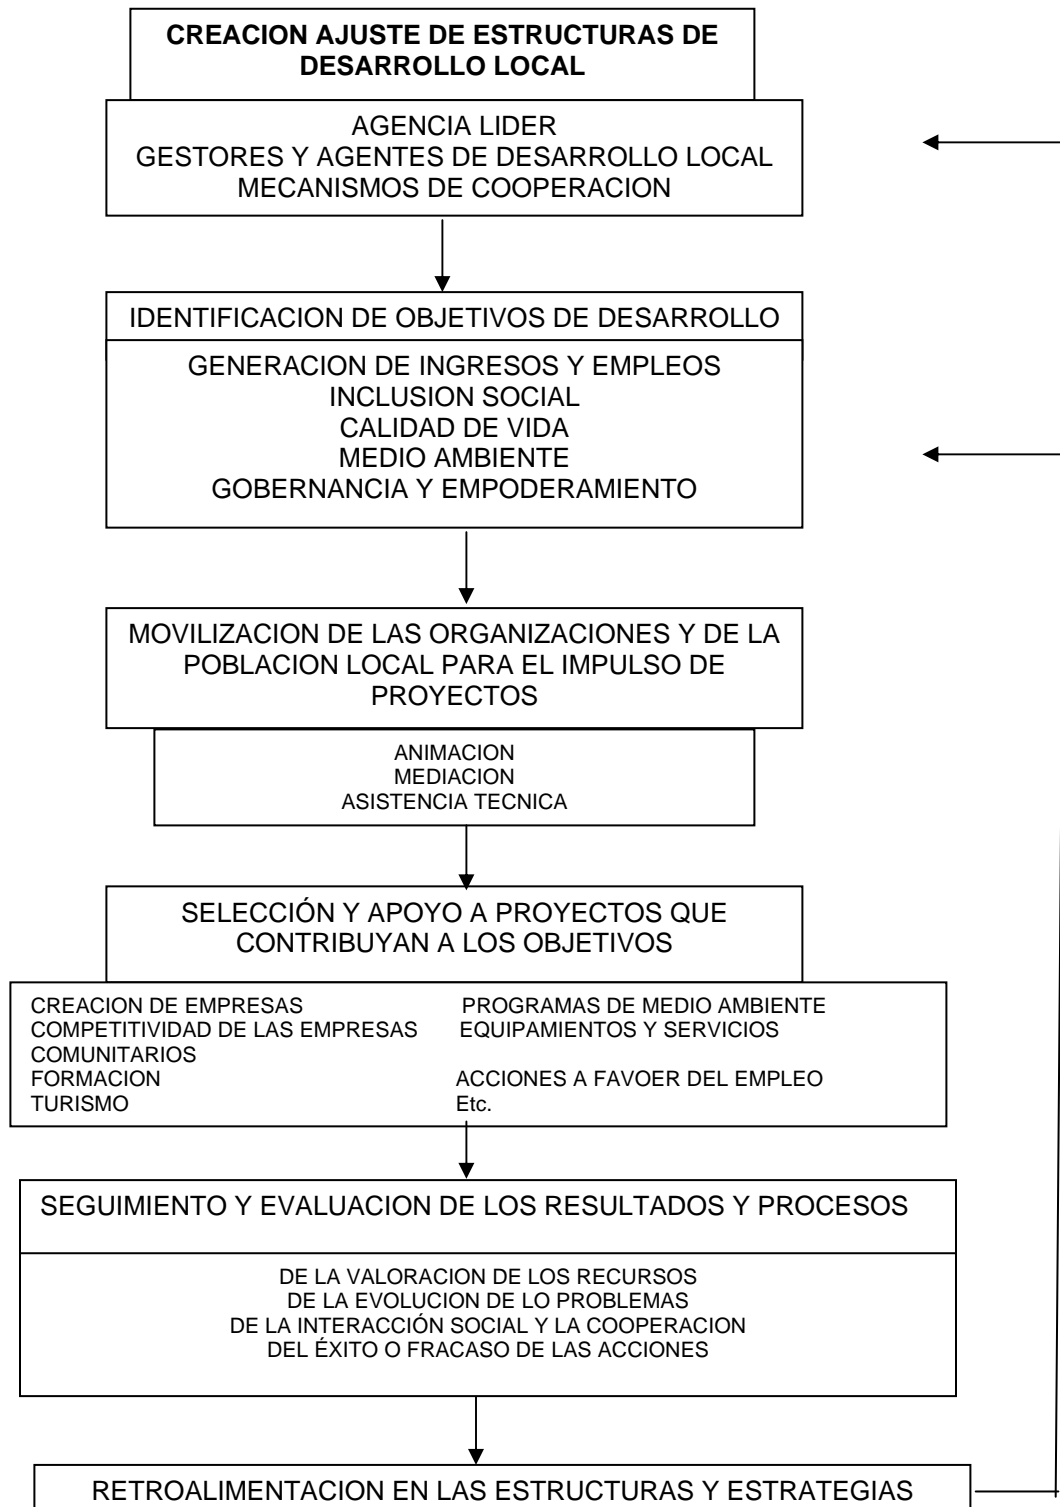 CREACION AJUSTE DE ESTRUCTURAS DE
DESARROLLO LOCAL
AGENCIA LIDER
GESTORES Y AGENTES DE DESARROLLO LOCAL
MECANISMOS DE COOPERACION
IDENTIFICACION DE OBJETIVOS DE DESARROLLO
GENERACION DE INGRESOS Y EMPLEOS
INCLUSION SOCIAL
CALIDAD DE VIDA
MEDIO AMBIENTE
GOBERNANCIA Y EMPODERAMIENTO
MOVILIZACION DE LAS ORGANIZACIONES Y DE LA
POBLACION LOCAL PARA EL IMPULSO DE
PROYECTOS
ANIMACION
MEDIACION
ASISTENCIA TECNICA
SELECCIÓN Y APOYO A PROYECTOS QUE
CONTRIBUYAN A LOS OBJETIVOS
CREACION DE EMPRESAS PROGRAMAS DE MEDIO AMBIENTE
COMPETITIVIDAD DE LAS EMPRESAS EQUIPAMIENTOS Y SERVICIOS
COMUNITARIOS
FORMACION ACCIONES A FAVOER DEL EMPLEO
TURISMO Etc.
SEGUIMIENTO Y EVALUACION DE LOS RESULTADOS Y PROCESOS
DE LA VALORACION DE LOS RECURSOS
DE LA EVOLUCION DE LO PROBLEMAS
DE LA INTERACCIÓN SOCIAL Y LA COOPERACION
DEL ÉXITO O FRACASO DE LAS ACCIONES
RETROALIMENTACION EN LAS ESTRUCTURAS Y ESTRATEGIAS